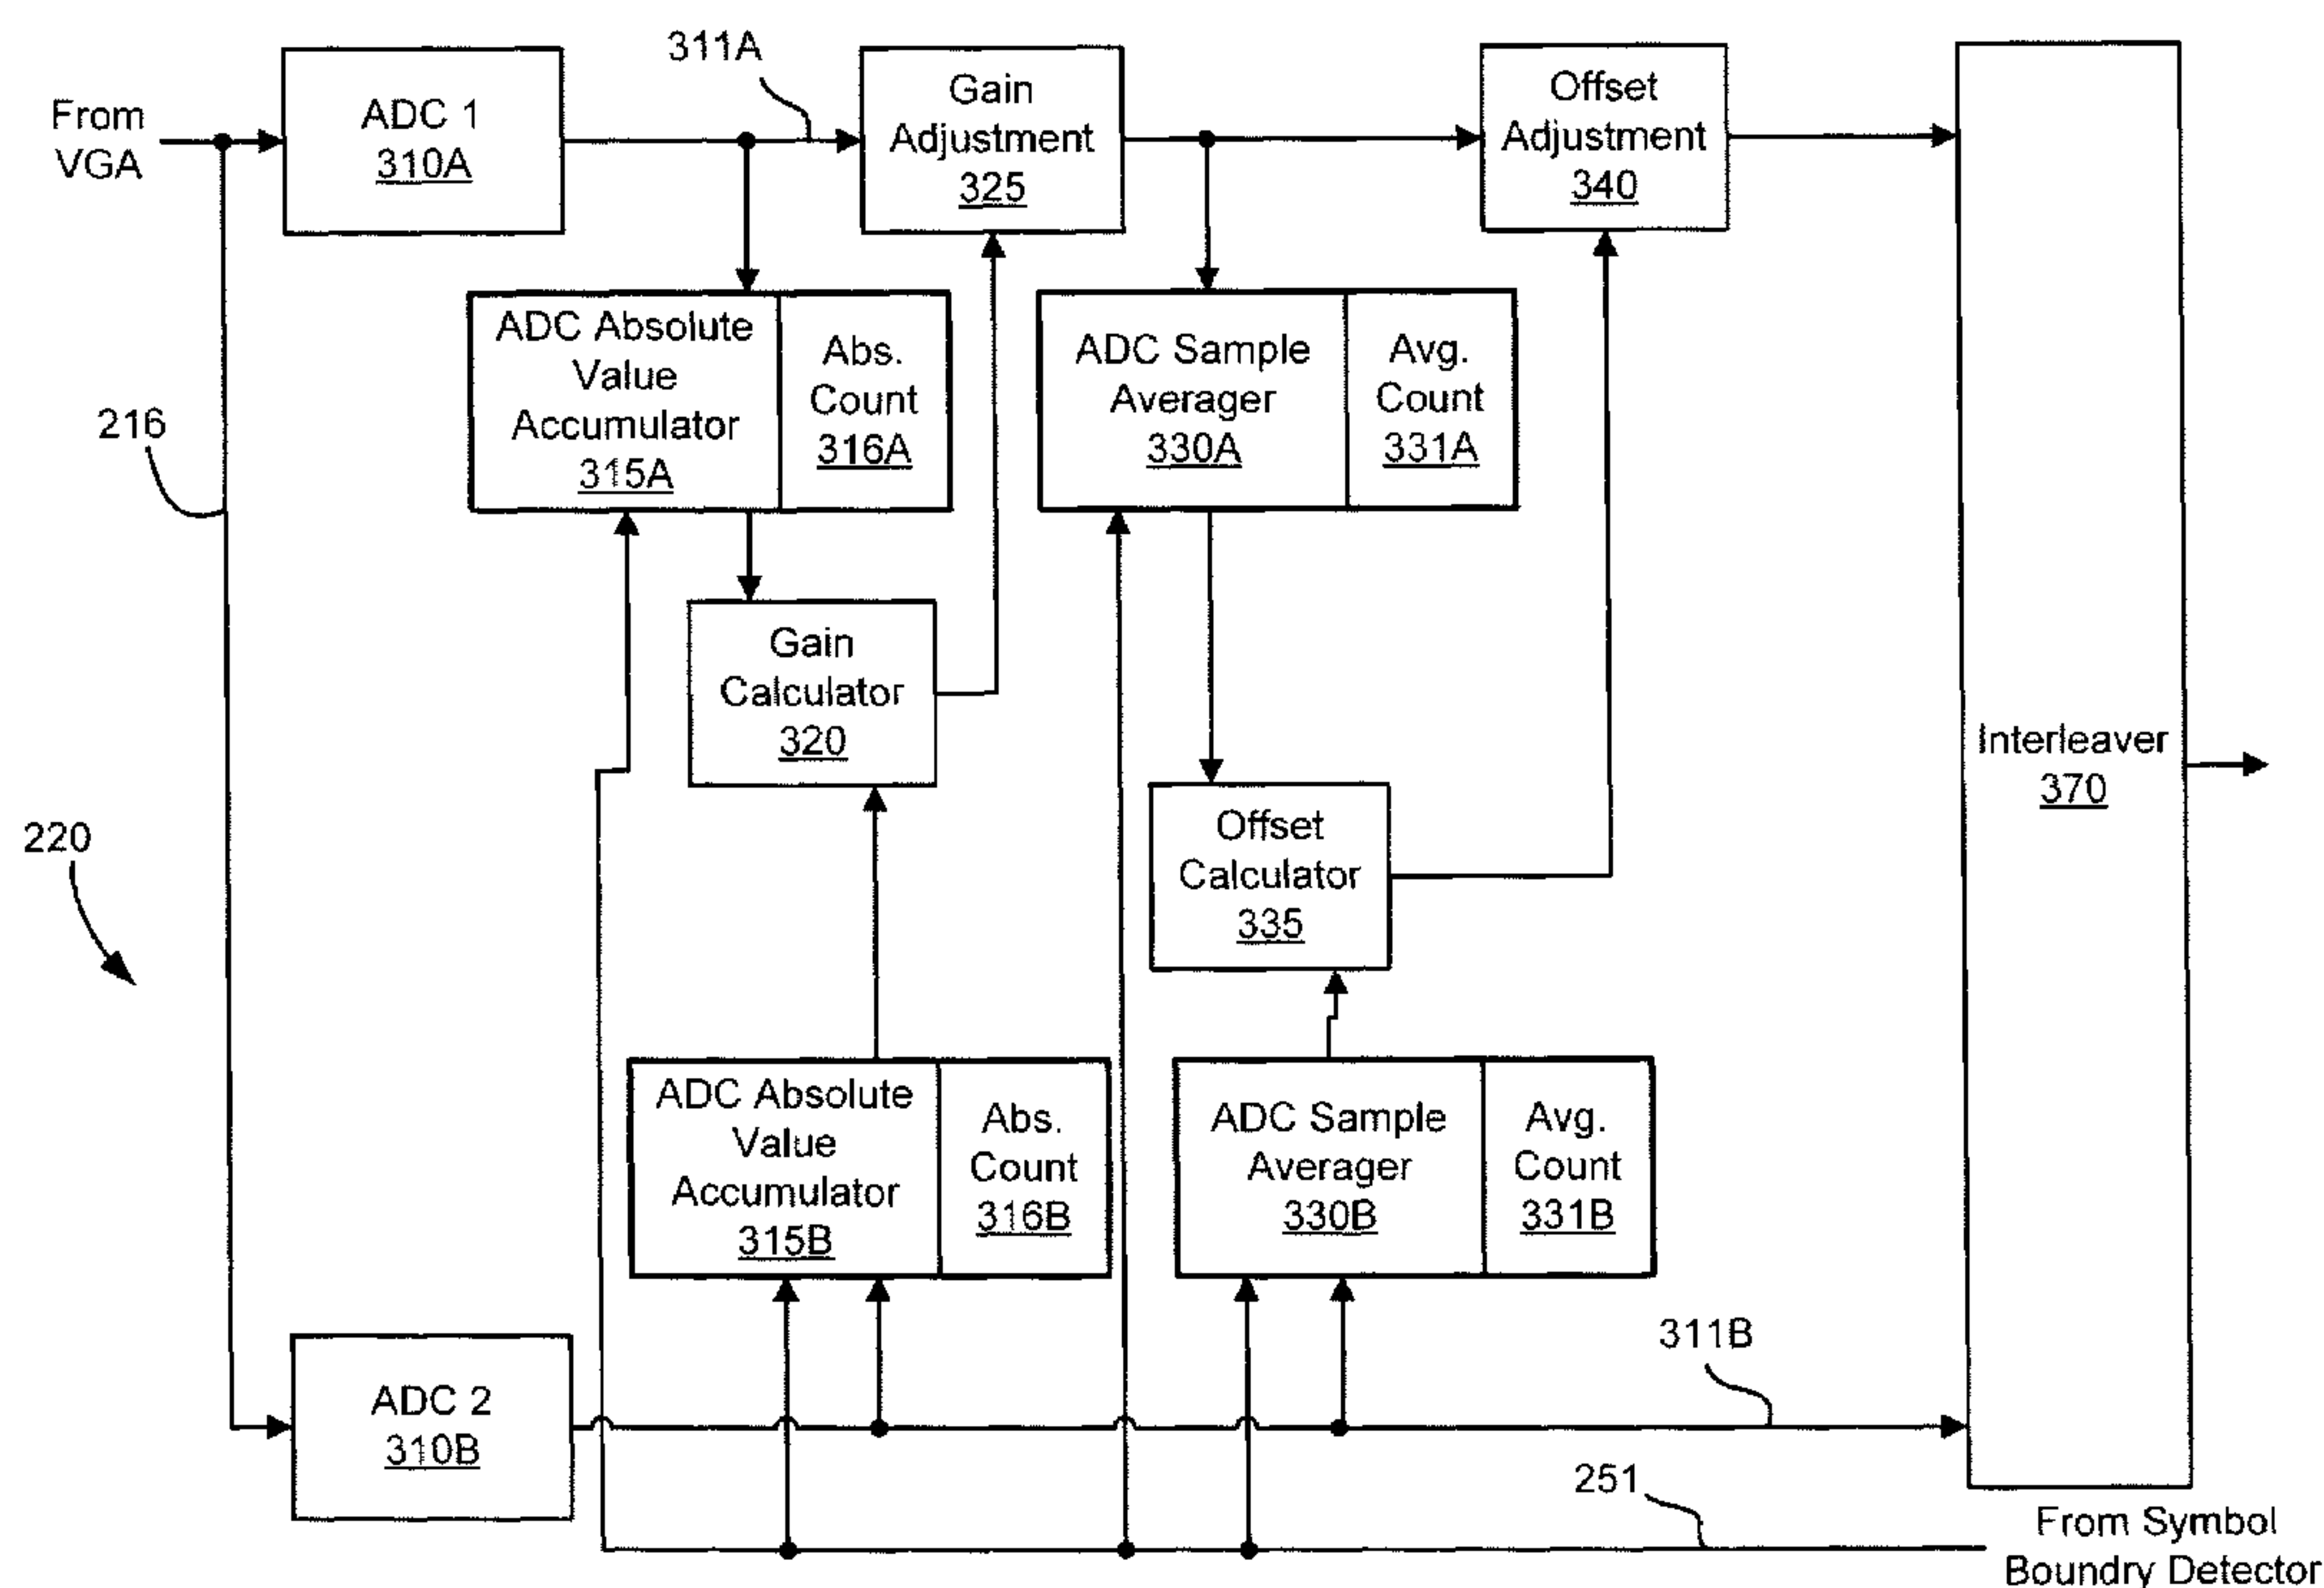 From
VGA
ADC 1
310A
311A
Gain
Adjustment
325
Offset
Adjustment
340
216
ADC Absolute
Value
Accumulator
315A
Abs.
Count
316A
ADC Sample
Averager
330A
Avg.
Count
331A
Gain
Calculator
320
Interleaver
370
220
Offset
Calculator
335
ADC Absolute
Value
Accumulator
315B
Abs.
Count
316B
ADC Sample
Averager
330B
Avg.
Count
331B
ADC 2
310B
311B
251
From Symbol
Boundry Detector